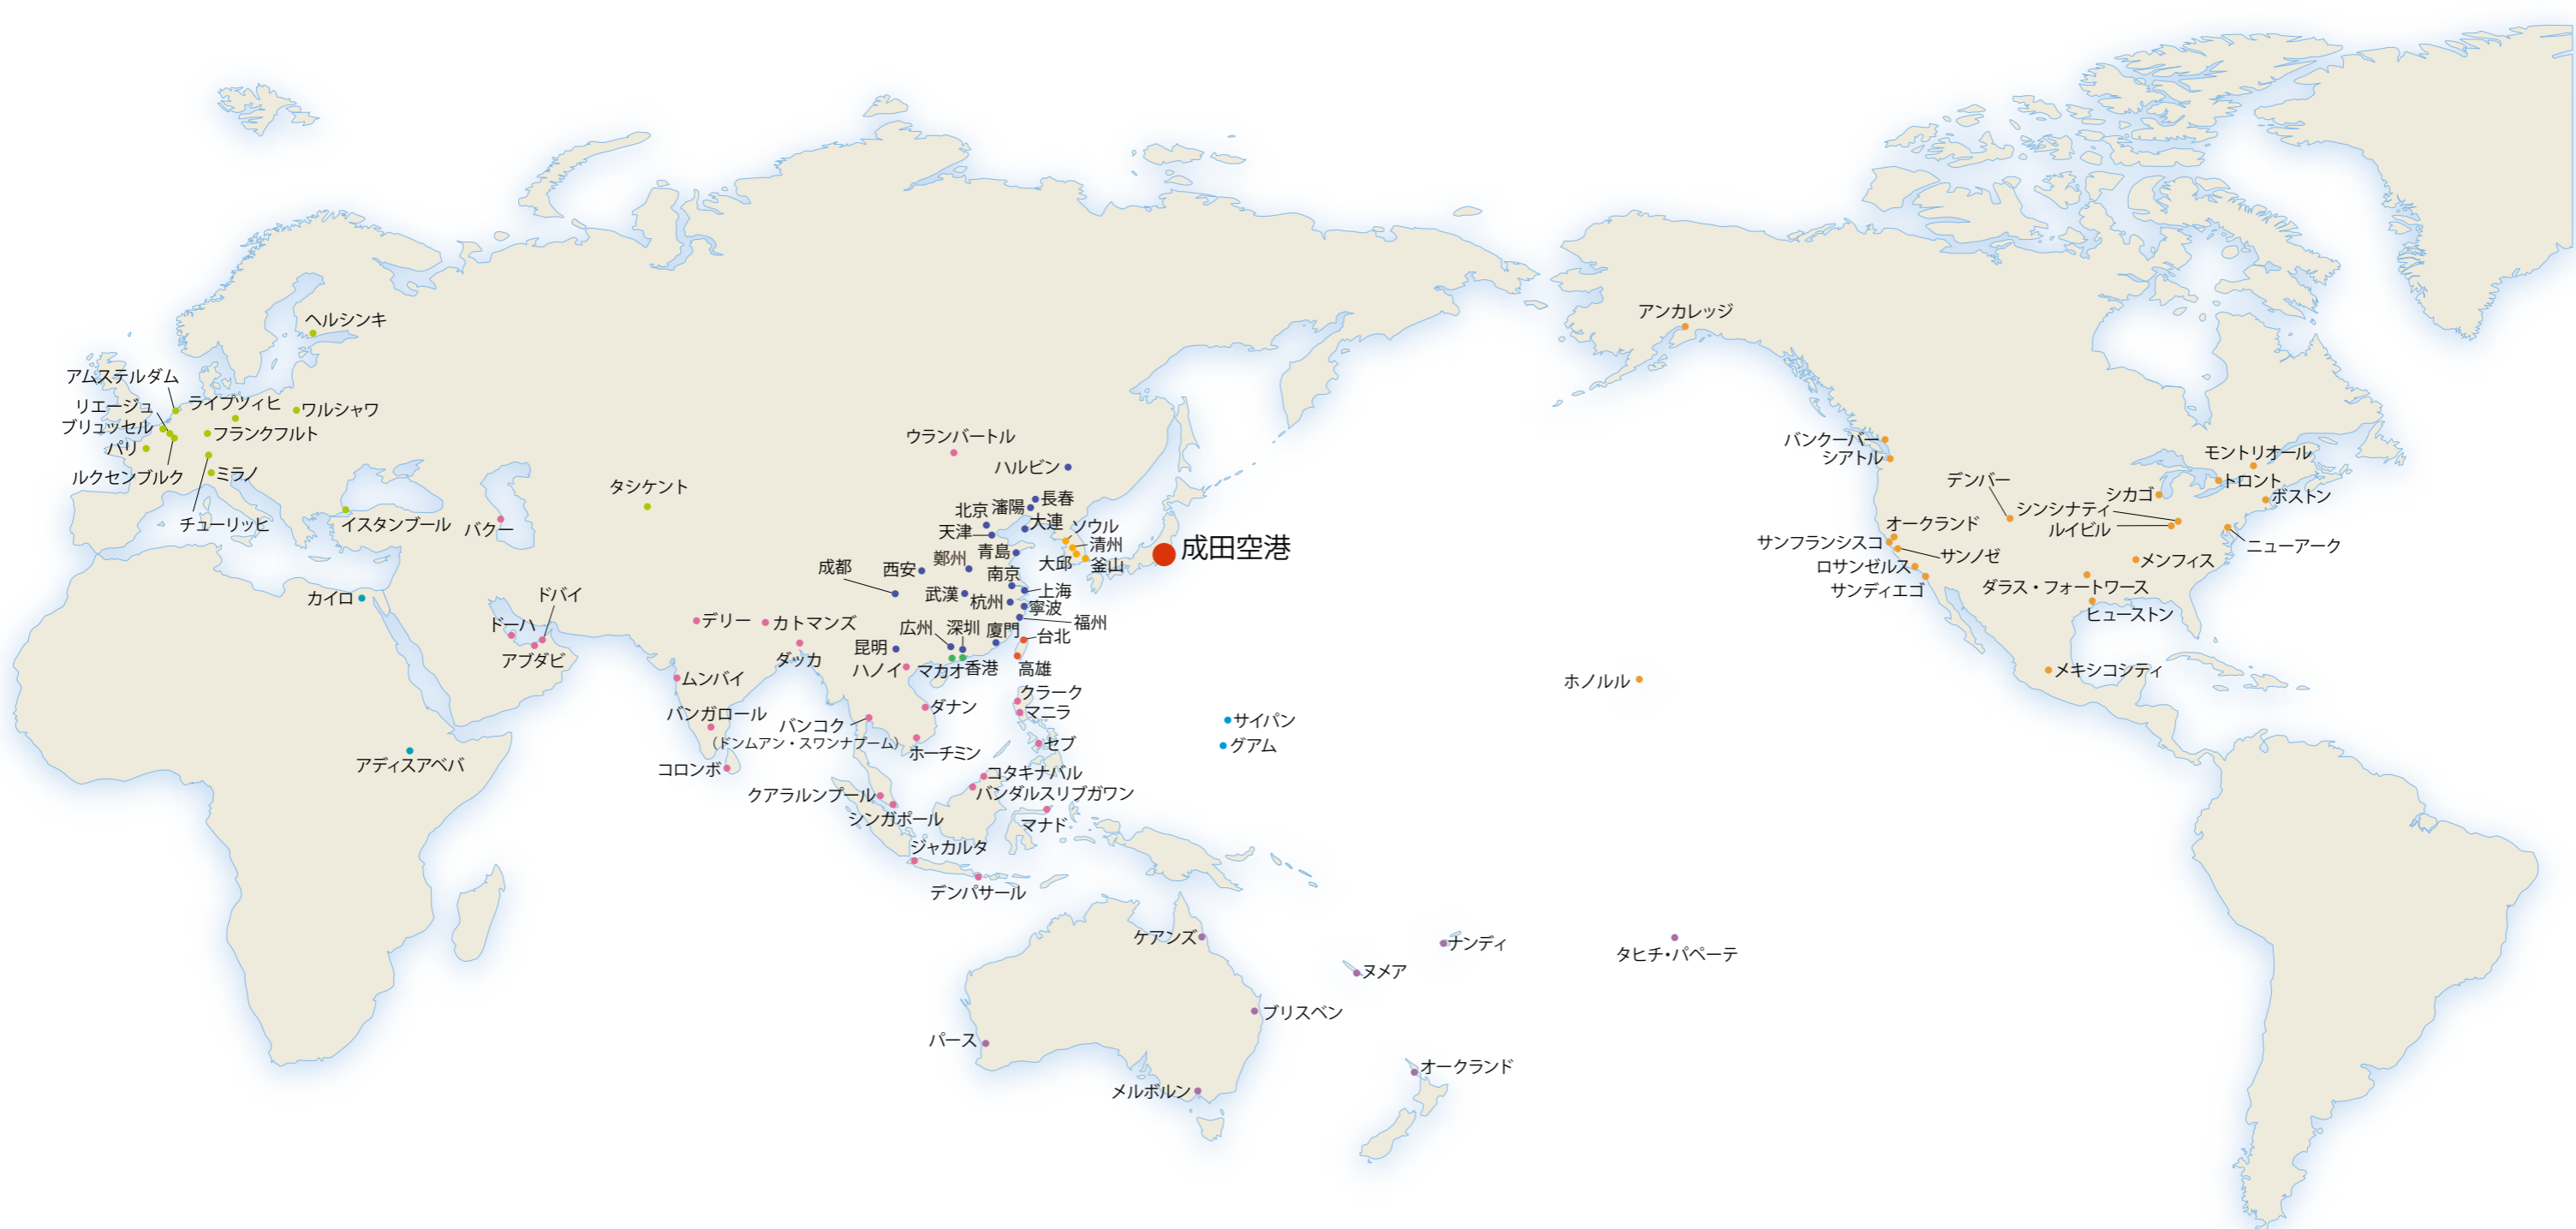 ヘルシンキ
アムステルダム
リエージュ
ブリュッセル
パリ
ルクセンブルク
ライプツィヒ
ワルシャワ
フランクフルト
ミラノ
チューリッヒ
イスタンブール
バクー
タシケント
カイロ
アディスアベバ
ドバイ
ドーハ
アブダビ
デリー
カトマンズ
ダッカ
ムンバイ
バンガロール
コロンボ
ウランバートル
ハルビン
長春
瀋陽
北京
大連
天津
青島
鄭州
西安
成都
南京
上海
武漢
杭州
寧波
福州
広州
深圳
廈門
昆明
マカオ
香港
台北
高雄
ソウル
清州
大邱
釜山
成田空港
ハノイ
ダナン
バンコク
(ドンムアン・スワンナプーム)
ホーチミン
クラーク
マニラ
セブ
コタキナバル
バンダルスリブガワン
クアラルンプール
シンガポール
マナド
ジャカルタ
デンパサール
サイパン
グアム
ケアンズ
ブリスベン
パース
メルボルン
ヌメア
ナンディ
オークランド
タヒチ・パペーテ
ホノルル
アンカレッジ
バンクーバー
シアトル
オークランド
サンフランシスコ
サンノゼ
ロサンゼルス
サンディエゴ
デンバー
シカゴ
シンシナティ
ルイビル
モントリオール
トロント
ボストン
ニューアーク
メンフィス
ダラス・フォートワース
ヒューストン
メキシコシティ